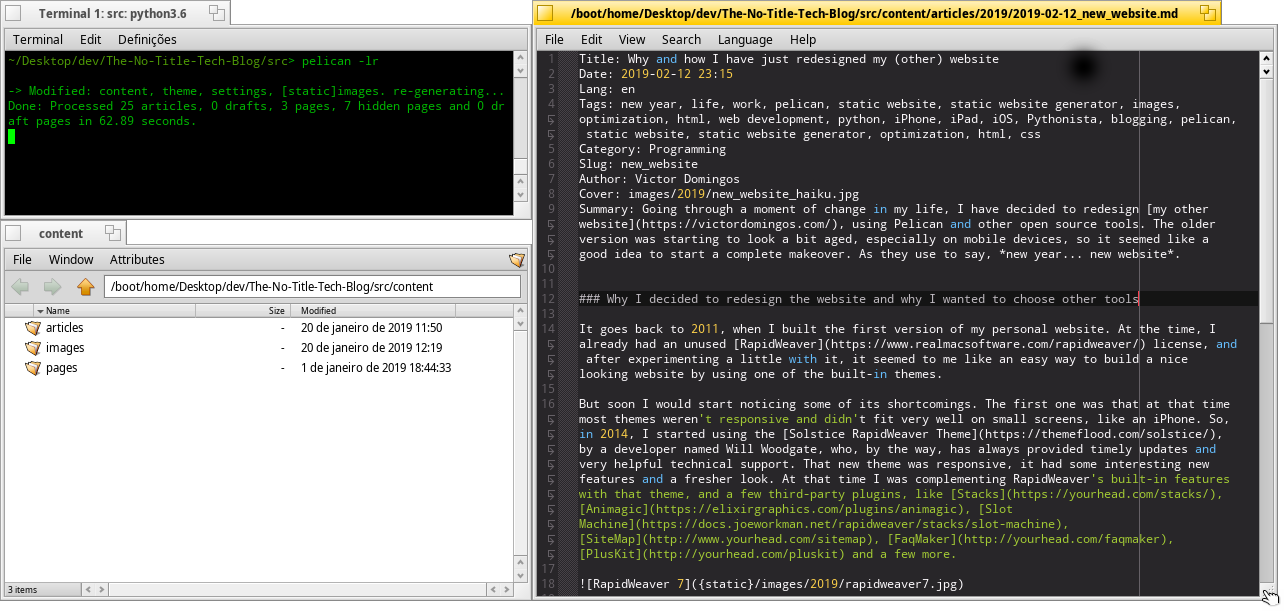 Terminal 1: src: python3.6
Terminal Edit Definições
~/Desktop/dev/The-No-Title-Tech-Blog/src> pelican -lr
-> Modified: content, theme, settings, [static]images. re-generating...
Done: Processed 25 articles, 0 drafts, 3 pages, 7 hidden pages and 0 dr
aft pages in 62.89 seconds.
content
File Window Attributes
/boot/home/Desktop/dev/The-No-Title-Tech-Blog/src/content
Name Size Modified
articles - 20 de janeiro de 2019 11:50
images - 20 de janeiro de 2019 12:19
pages - 1 de janeiro de 2019 18:44:33
3 items
/boot/home/Desktop/dev/The-No-Title-Tech-Blog/src/content/articles/2019/2019-02-12_new_website.md
File Edit View Search Language Help
1 Title: Why and how I have just redesigned my (other) website
2 Date: 2019-02-12 23:15
3 Lang: en
4 Tags: new year, life, work, pelican, static website, static website generator, images,
optimization, html, web development, python, iPhone, iPad, iOS, Pythonista, blogging, pelican,
static website, static website generator, optimization, html, css
5 Category: Programming
6 Slug: new_website
7 Author: Victor Domingos
8 Cover: images/2019/new_website_haiku.jpg
9 Summary: Going through a moment of change in my life, I have decided to redesign [my other
website](https://victordomingos.com/), using Pelican and other open source tools. The older
version was starting to look a bit aged, especially on mobile devices, so it seemed like a
good idea to start a complete makeover. As they use to say, *new year... new website*.
10
11
12 ### Why I decided to redesign the website and why I wanted to choose other tools
13
14 It goes back to 2011, when I built the first version of my personal website. At the time, I
already had an unused [RapidWeaver](https://www.realmacsoftware.com/rapidweaver/) license, and
after experimenting a little with it, it seemed to me like an easy way to build a nice
looking website by using one of the built-in themes.
15
16 But soon I would start noticing some of its shortcomings. The first one was that at that time
most themes weren't responsive and didn't fit very well on small screens, like an iPhone. So,
in 2014, I started using the [Solstice RapidWeaver Theme](https://themeflood.com/solstice/),
by a developer named Will Woodgate, who, by the way, has always provided timely updates and
very helpful technical support. That new theme was responsive, it had some interesting new
features and a fresher look. At that time I was complementing RapidWeaver's built-in features
with that theme, and a few third-party plugins, like [Stacks](https://yourhead.com/stacks/),
[Animagic](https://elixirgraphics.com/plugins/animagic), [Slot
Machine](https://docs.joeworkman.net/rapidweaver/stacks/slot-machine),
[SiteMap](http://www.yourhead.com/sitemap), [FaqMaker](http://yourhead.com/faqmaker),
[PlusKit](http://yourhead.com/pluskit) and a few more.
17
18 ![RapidWeaver 7]({static}/images/2019/rapidweaver7.jpg)